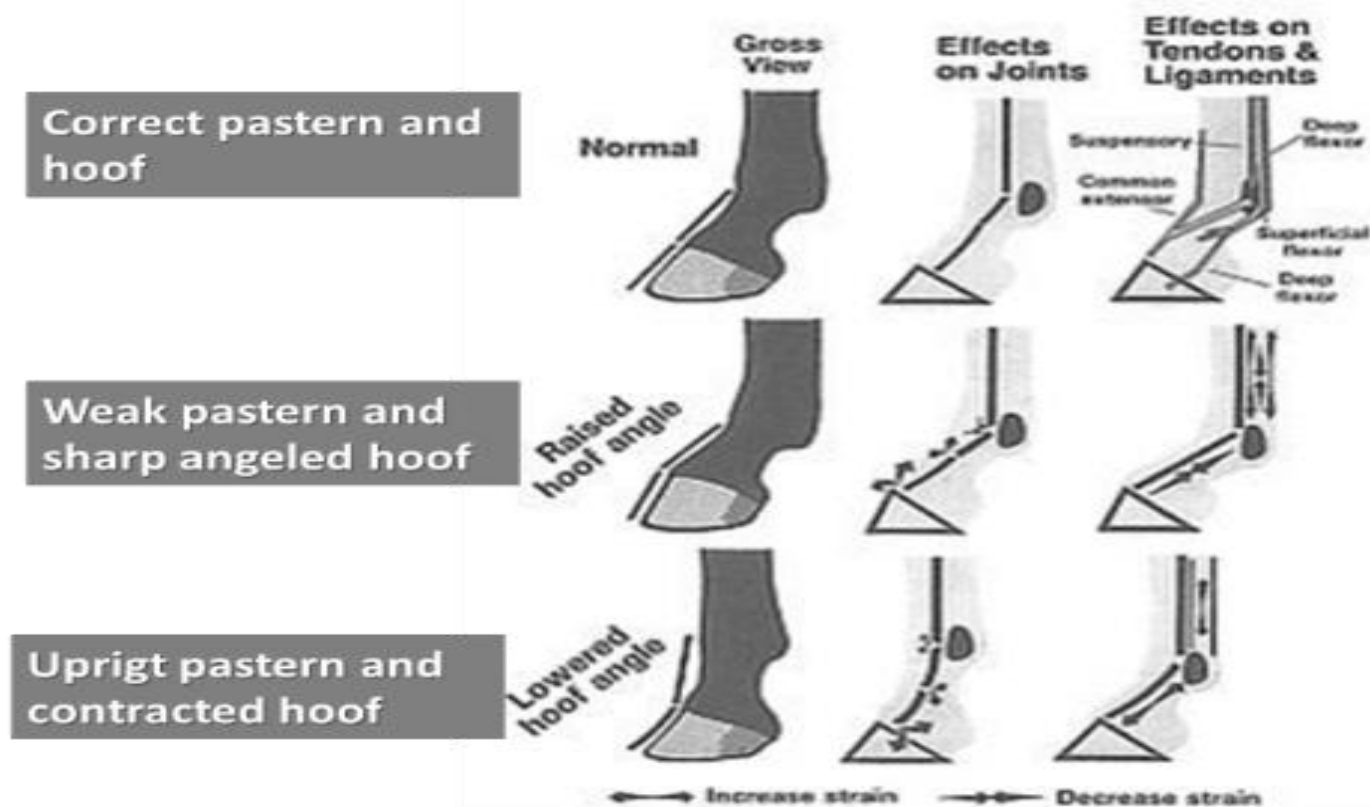 Gross
View
Effects
on Joints
Effects on
Tendons &
Ligaments
Correct pastern and
hoof
Normal
Suspensory
Deep
flexor
Common
extensor
Superficial
flexor
Deep
flexor
Weak pastern and
sharp angeled hoof
Raised
hoof angle
Uprigt pastern and
contracted hoof
Lowered
hoof angle
2
Increase strain
Decrease strain